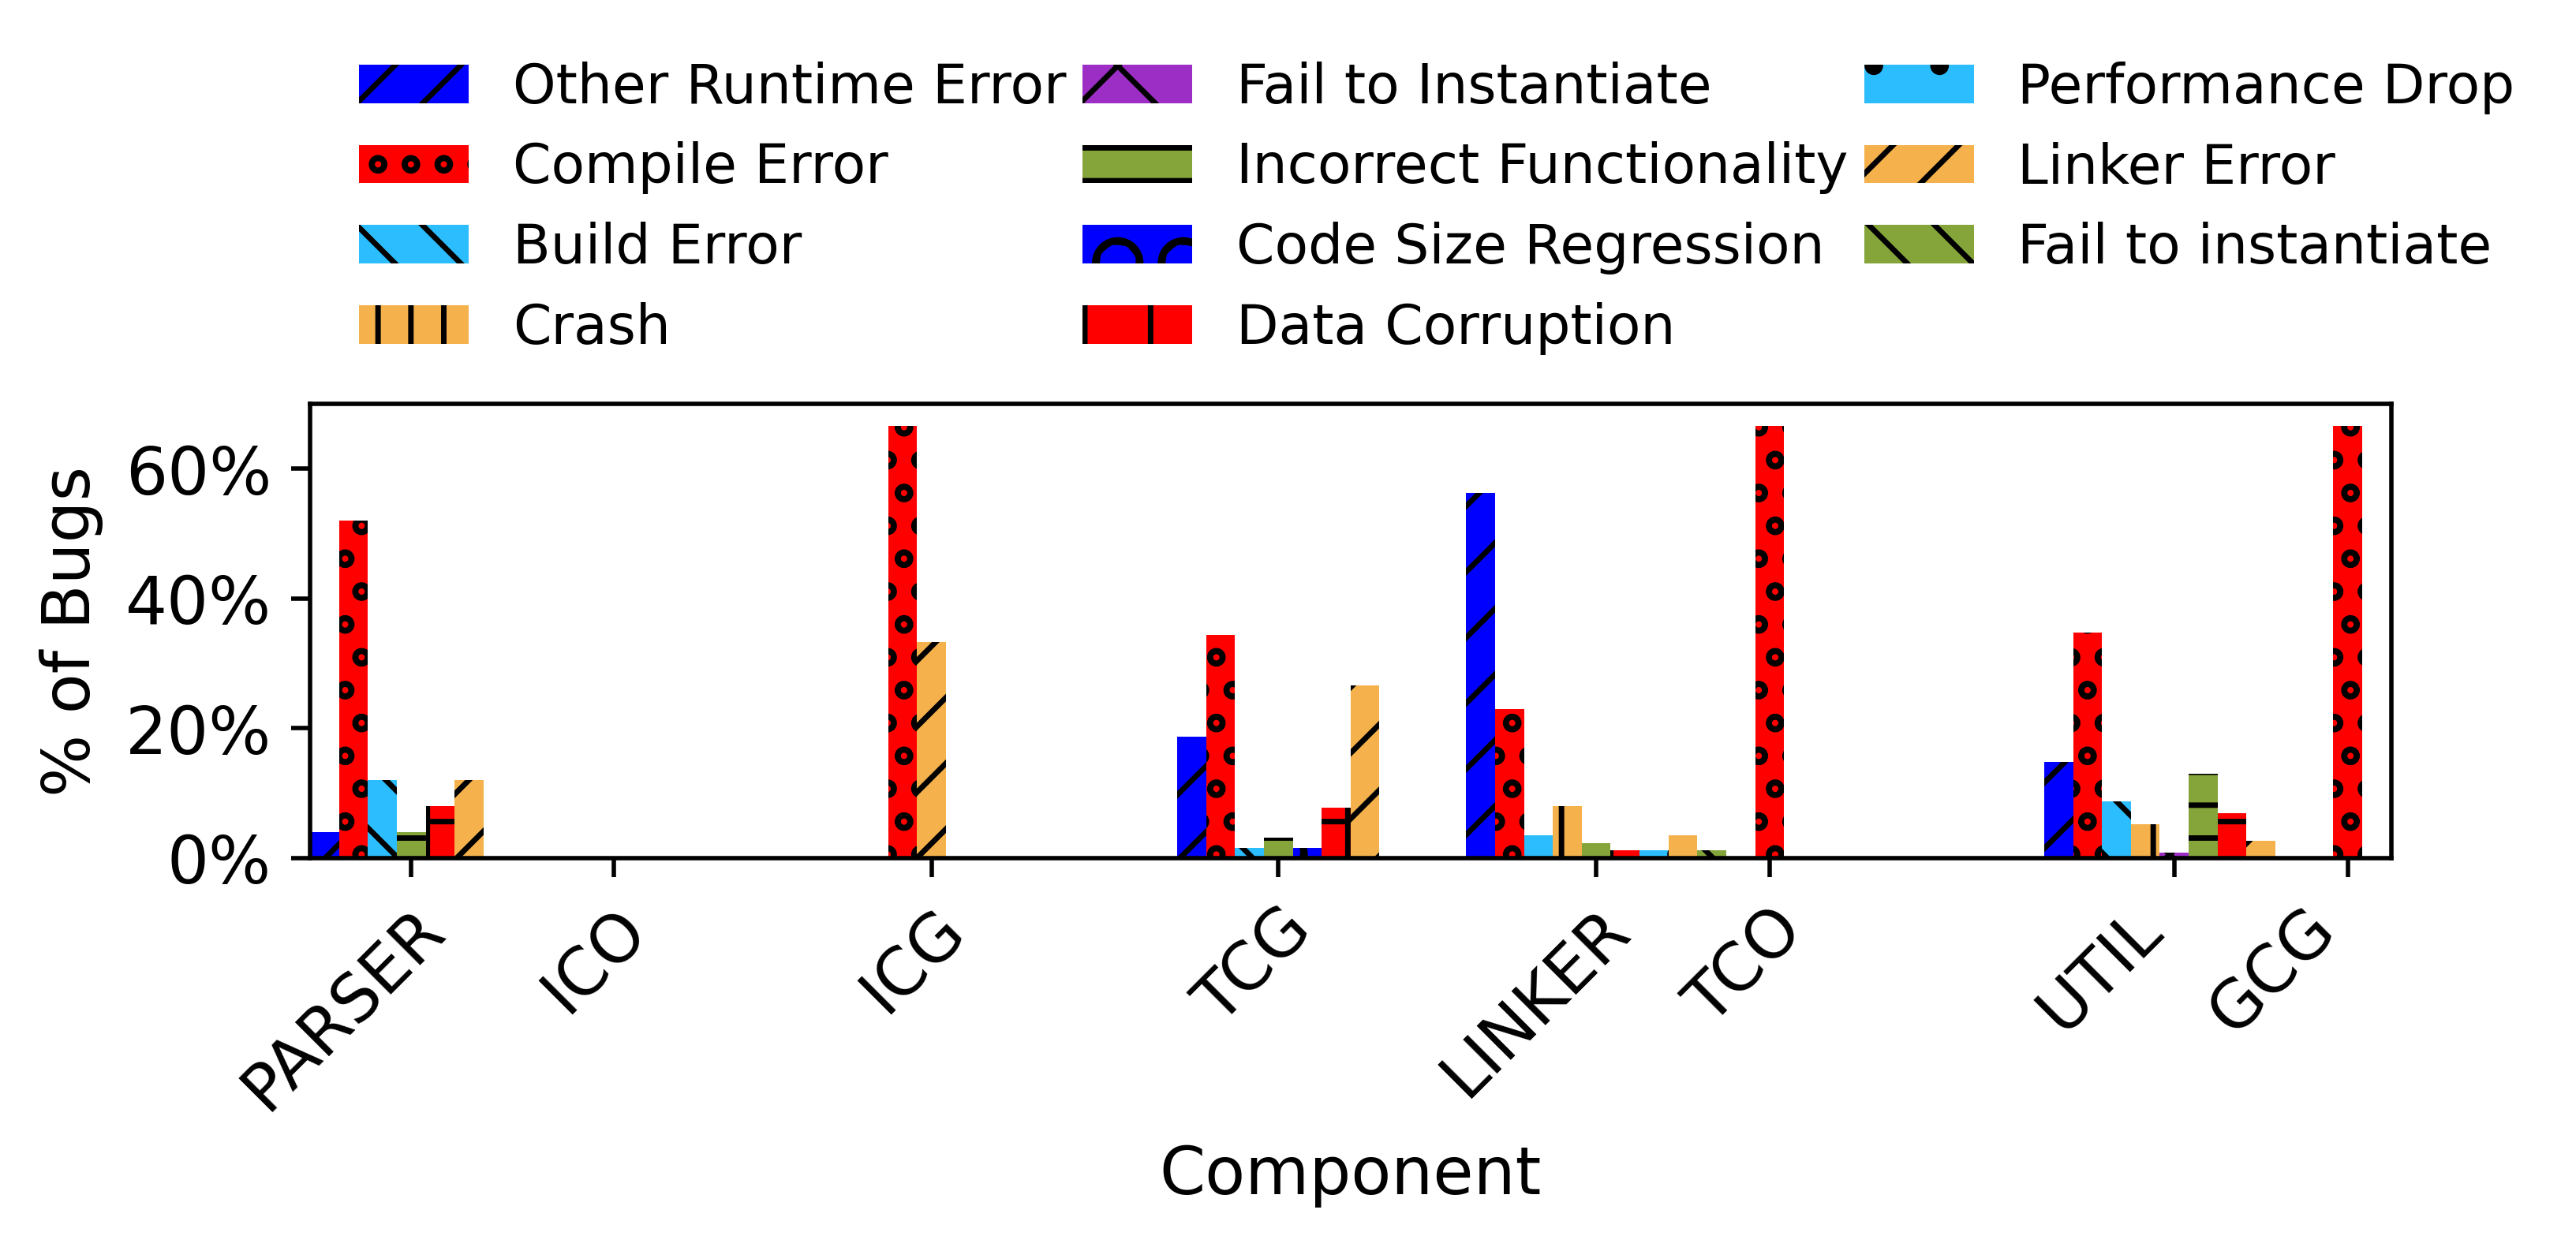 Other Runtime Error
Compile Error
Build Error
Crash
Fail to Instantiate
Incorrect Functionality
Code Size Regression
Data Corruption
Performance Drop
Linker Error
Fail to instantiate
% of Bugs
60%
40%
20%
0%
PARSER
ICO
ICG
TCG
LINKER
TCO
UTIL
GCG
Component